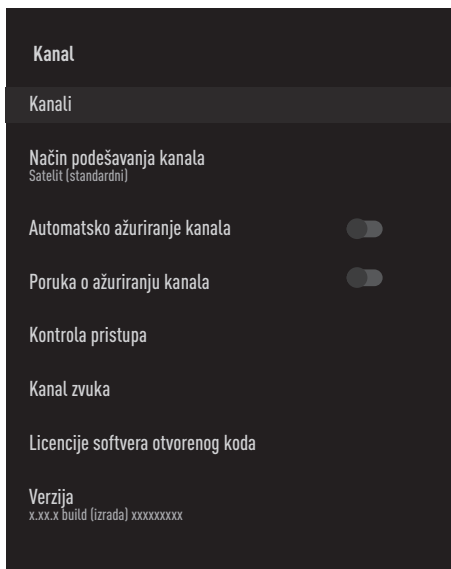 Kanal
Kanali
Način podešavanja kanala
Satelit (standardni)
Automatsko ažuriranje kanala
Poruka o ažuriranju kanala
Kontrola pristupa
Kanal zvuka
Licencije softvera otvorenog koda
Verzija
x.xx.x build (izrada) xxxxxxxxx